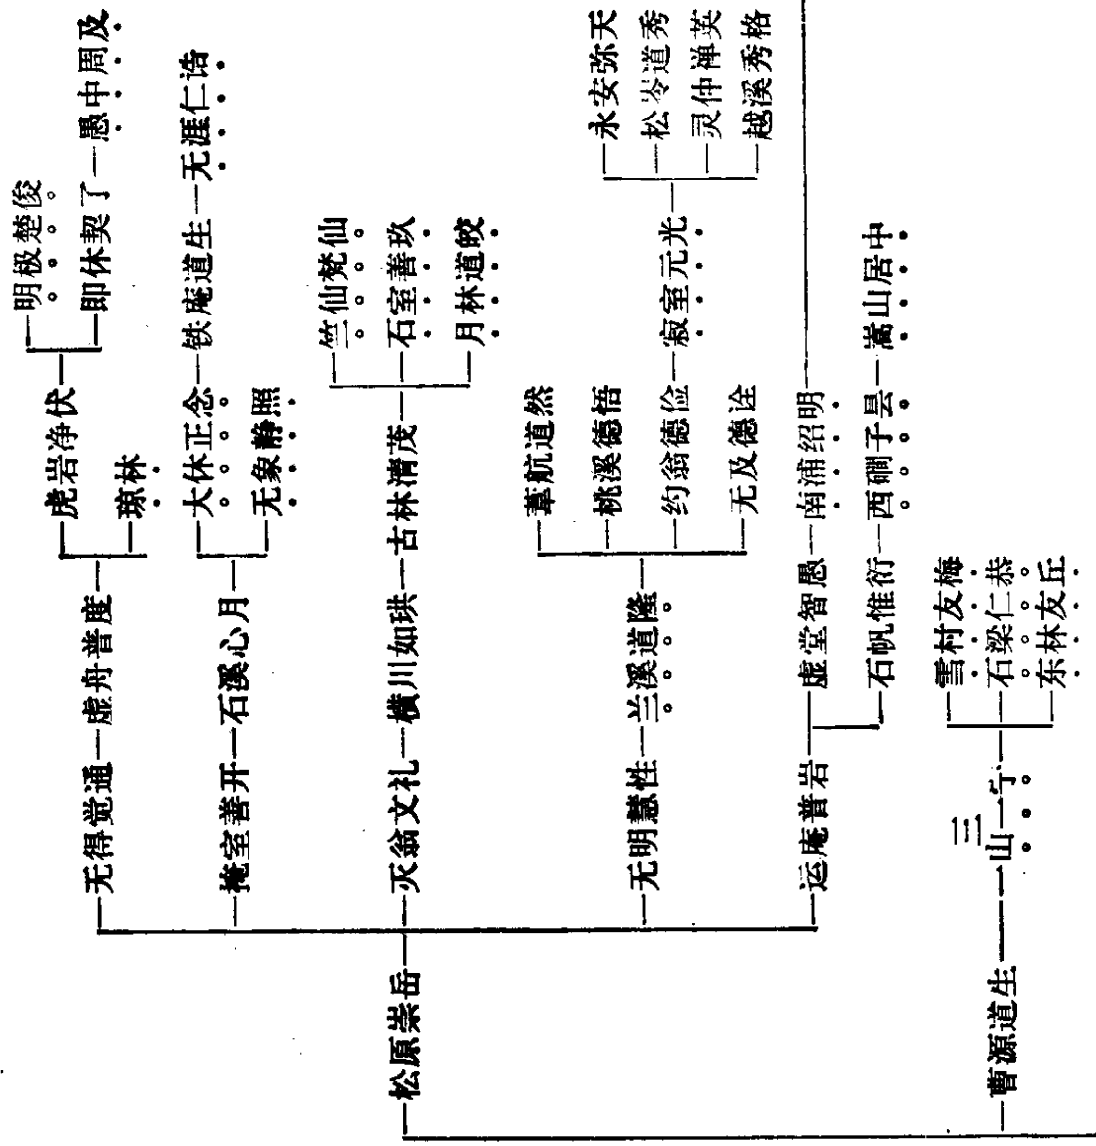 松原崇岳
无得觉通
虚舟普度
虎岩净伏
明极楚俊
即休契了
愚中周及
琼林
掩室善开
石溪心月
大休正念
铁庵道生
无涯仁浩
无象静照
灭翁文礼
横川如珙
古林清茂
竺仙梵仙
石室善玖
月林道皎
无明慧性
兰溪道隆
苇航道然
桃溪德悟
约翁德俭
寂室元光
永安弥天
松岺道秀
灵仲禅英
越溪秀格
无及德诠
运庵普岩
虚堂智愚
南浦绍明
石帆惟衍
西磵子昙
嵩山居中
曹源道生
三
山一宁
雪村友梅
石梁仁恭
东林友丘